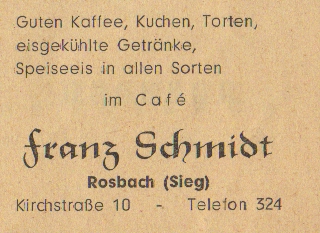 Guten Kaffee, Kuchen, Torten,
eisgekühlte Getränke,
Speiseeis in allen Sorten
im Café
Franz Schmidt
Rosbach (Sieg)
Kirchstraße 10 - Telefon 324